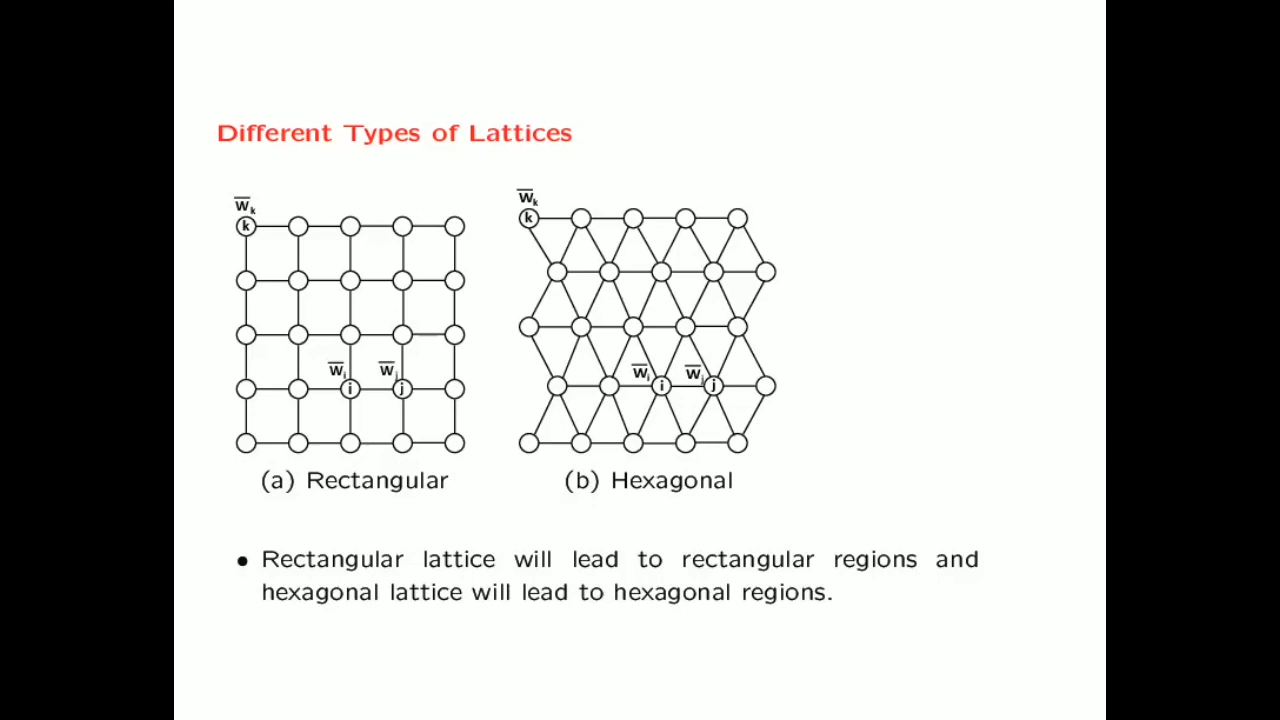 Different Types of Lattices
w̅k w̅k
k k
w̅i w̅j w̅i w̅j
i j i j
(a) Rectangular (b) Hexagonal
• Rectangular lattice will lead to rectangular regions and
hexagonal lattice will lead to hexagonal regions.